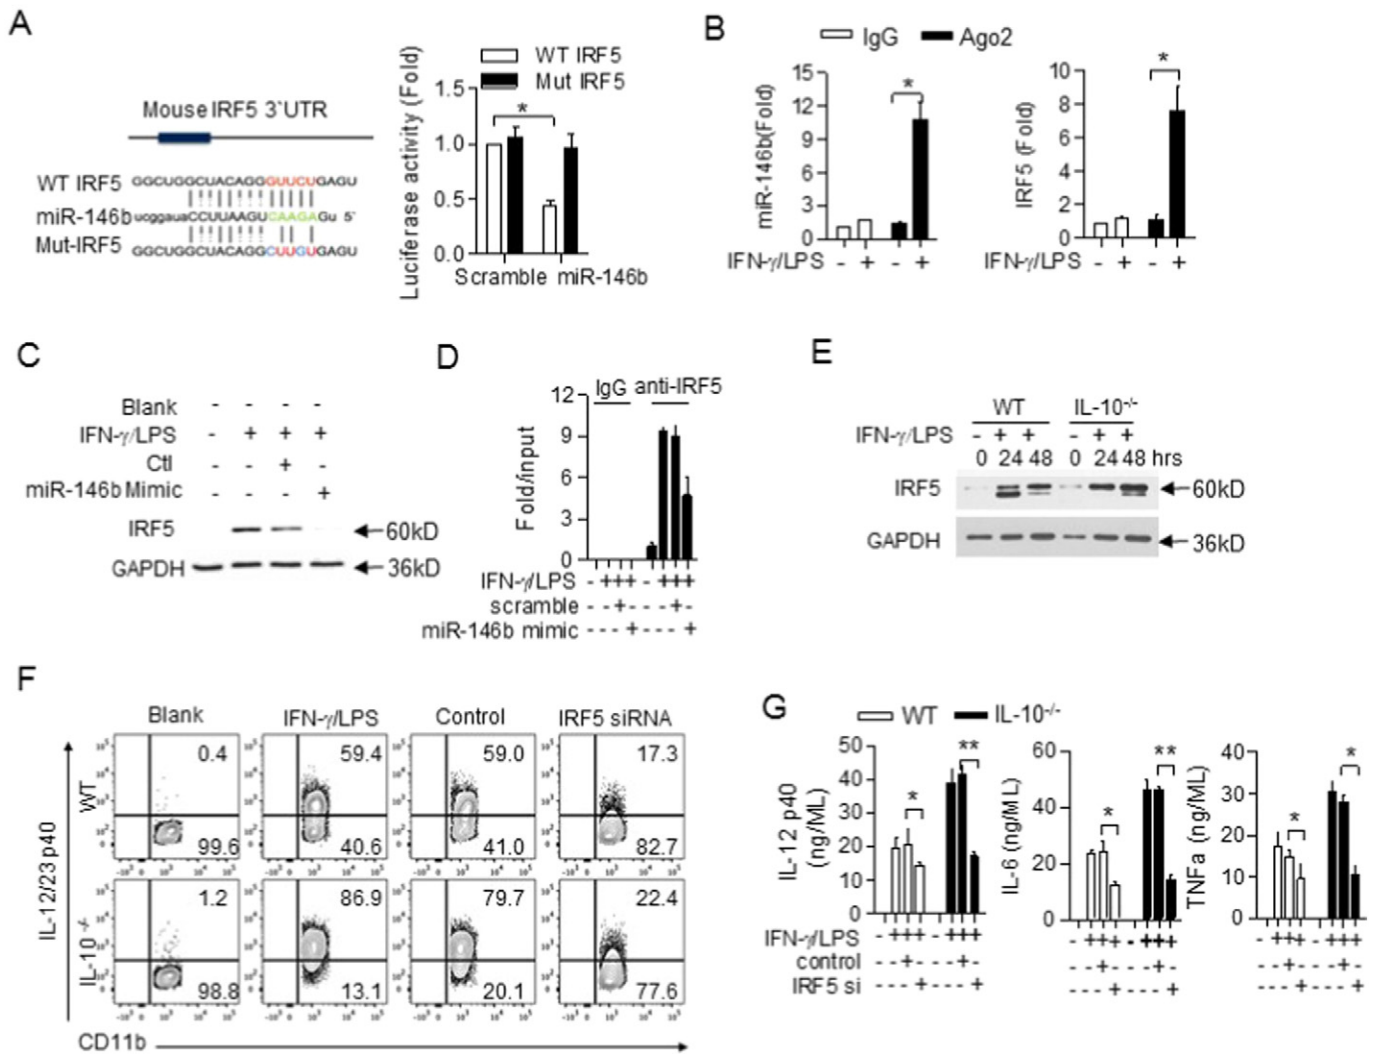 A
WT IRF5
Mut IRF5
Mouse IRF5 3`UTR
WT IRF5 GGCUGGCUACAGGGUUCUGAGU
miR-146b uoggauaCCUUAAGUCAAGAGu 5`
Mut-IRF5 GGCUGGCUACAGGCUUGUGAGU
Luciferase activity (Fold)
1.5
1.0
0.5
0.0
*
Scramble miR-146b
B
IgG Ago2
miR-146b(Fold)
15
12
9
6
3
0
*
IFN-γ/LPS - + - +
IRF5 (Fold)
10
8
6
4
2
0
*
IFN-γ/LPS - + - +
C
Blank - - - -
IFN-γ/LPS - + + +
Ctl - - + -
miR-146b Mimic - - - +
IRF5 60kD
GAPDH 36kD
D
IgG anti-IRF5
Fold/input
12
9
6
3
0
IFN-γ/LPS - + + + - + + +
scramble - - + - - - + -
miR-146b mimic - - - + - - - +
E
WT IL-10-/-
IFN-γ/LPS - + + - + +
0 24 48 0 24 48 hrs
IRF5 60kD
GAPDH 36kD
F
Blank IFN-γ/LPS Control IRF5 siRNA
IL-12/23 p40
WT
0.4 59.4 59.0 17.3
99.6 40.6 41.0 82.7
IL-10 -/-
1.2 86.9 79.7 22.4
98.8 13.1 20.1 77.6
CD11b
G
WT IL-10-/-
IL-12 p40
(ng/ML)
50
40
30
20
10
0
* **
IFN-γ/LPS - + + + - + + +
control - - + - - - + -
IRF5 si - - - + - - - +
IL-6 (ng/ML)
60
40
20
0
* **
- + + + - + + +
- - + - - - + -
- - - + - - - +
TNFa (ng/ML)
40
30
20
10
0
* *
- + + + - + + +
- - + - - - + -
- - - + - - - +